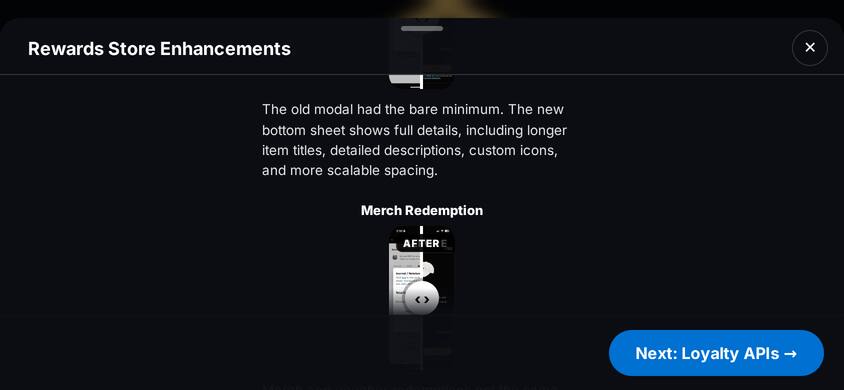 Rewards Store Enhancements
The old modal had the bare minimum. The new
bottom sheet shows full details, including longer
item titles, detailed descriptions, custom icons,
and more scalable spacing.
Merch Redemption
AFTER
Next: Loyalty APIs →